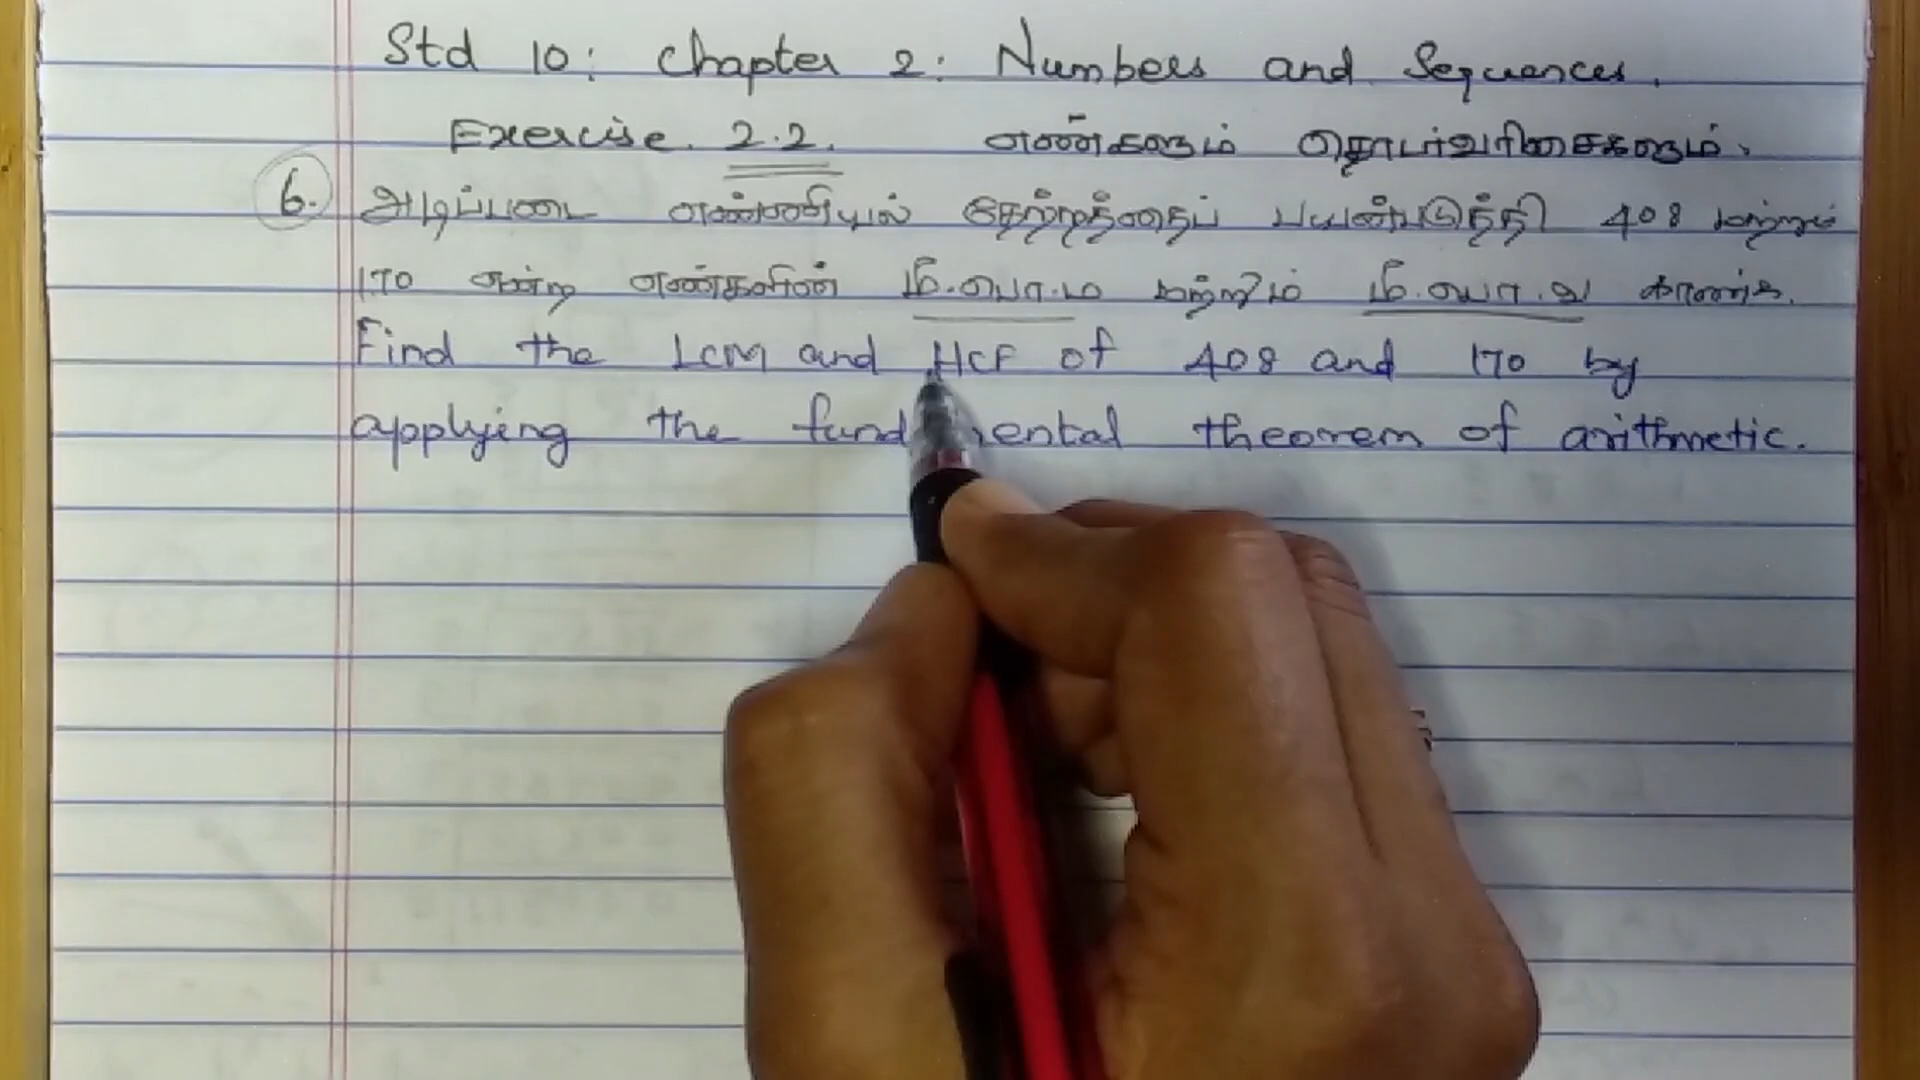 Std 10: Chapter 2: Numbers and Sequences.
Exercise. 2.2. எண்களும் தொடர்வரிசைகளும்.
6. அடிப்படை எண்ணியல் தேற்றத்தைப் பயன்படுத்தி 408 மற்றும்
170 என்ற எண்களின் மீ.பொ.ம மற்றும் மீ.பொ.வ காண்க.
Find the LCM and HCF of 408 and 170 by
applying the theorem of arithmetic.